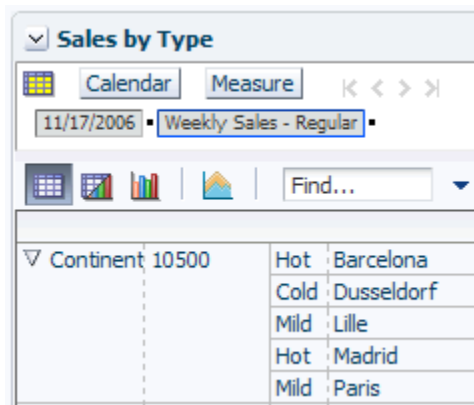 Sales by Type
Calendar Measure
11/17/2006 Weekly Sales - Regular
Find...
Continent 10500 Hot Barcelona
Cold Dusseldorf
Mild Lille
Hot Madrid
Mild Paris